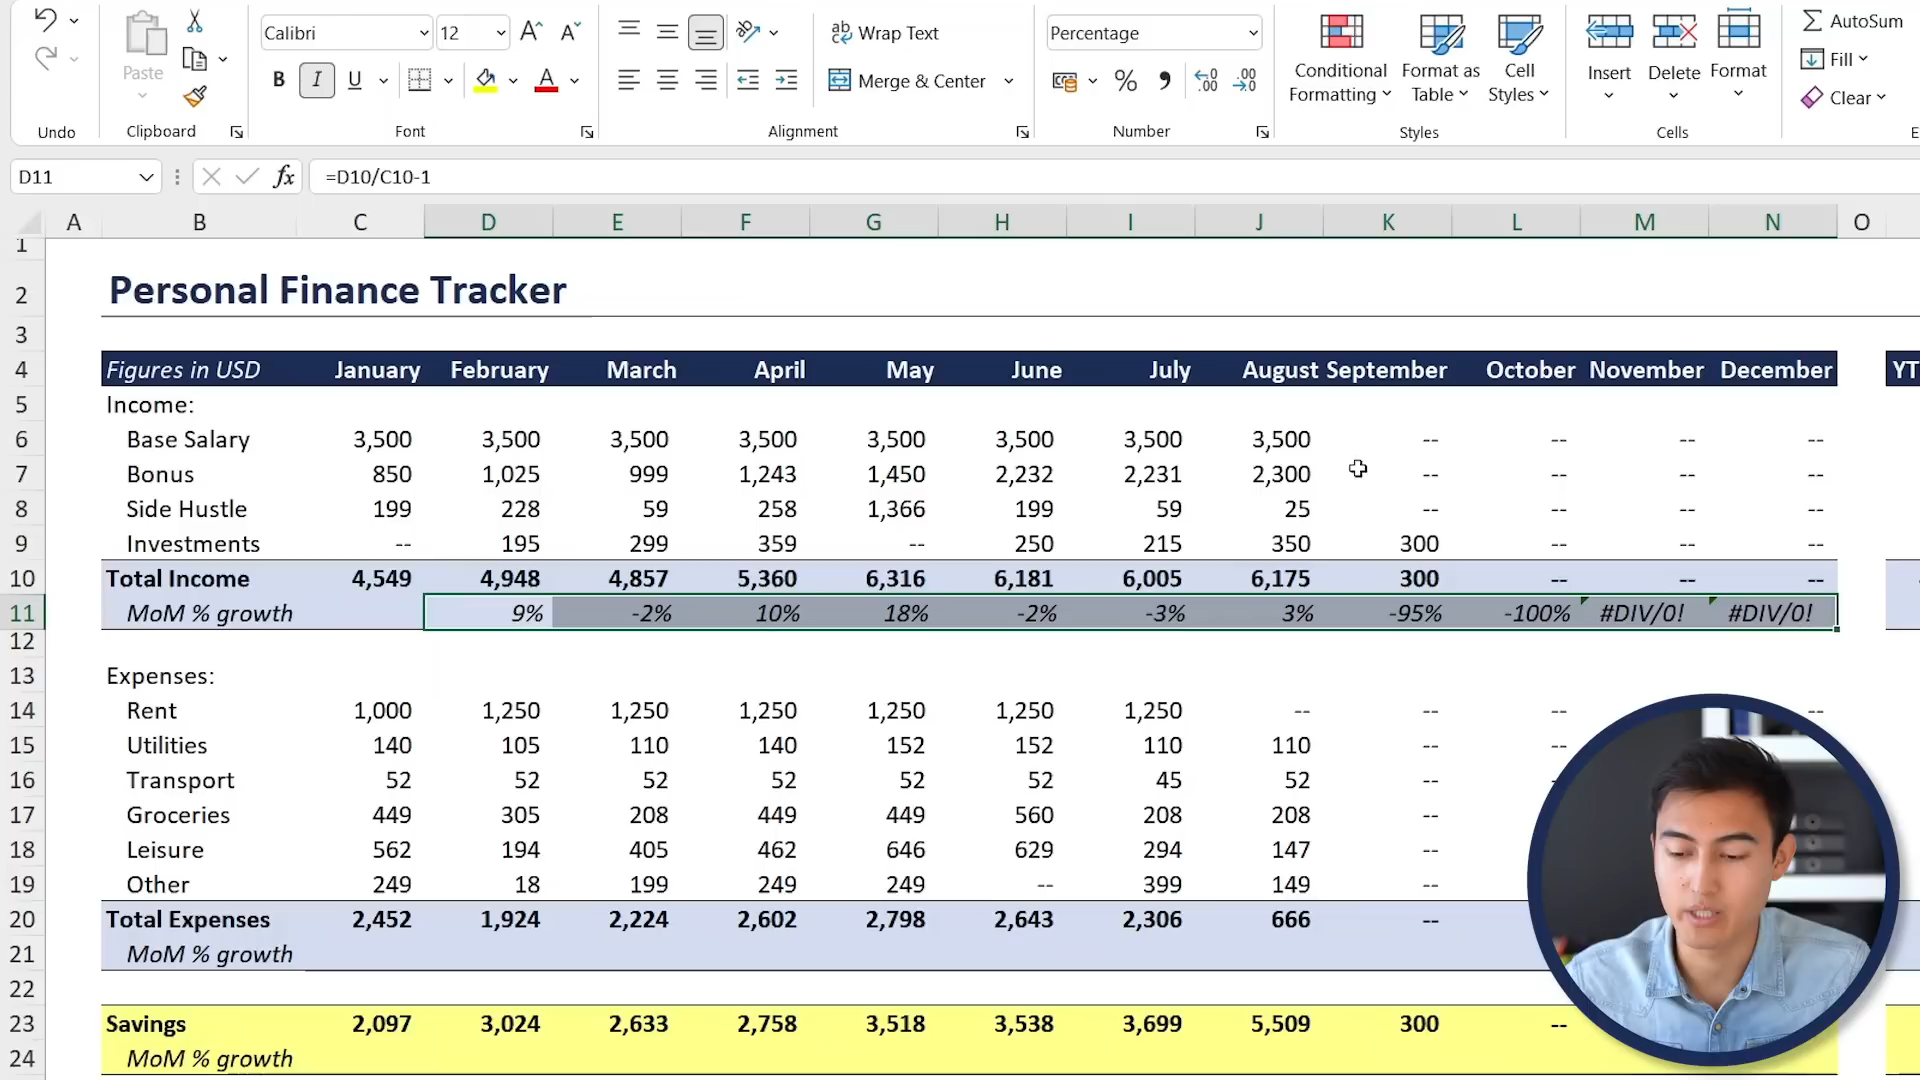 Calibri 12 Wrap Text Percentage AutoSum
Paste B I U A Merge & Center % Conditional Formatting Format as Table Cell Styles Insert Delete Format Fill
Clear
Undo Clipboard Font Alignment Number Styles Cells
D11 fx =D10/C10-1
A B C D E F G H I J K L M N O
1
2 Personal Finance Tracker
3
4 Figures in USD January February March April May June July August September October November December YT
5 Income:
6 Base Salary 3,500 3,500 3,500 3,500 3,500 3,500 3,500 3,500 -- -- -- --
7 Bonus 850 1,025 999 1,243 1,450 2,232 2,231 2,300 -- -- -- --
8 Side Hustle 199 228 59 258 1,366 199 59 25 -- -- -- --
9 Investments -- 195 299 359 -- 250 215 350 300 -- -- --
10 Total Income 4,549 4,948 4,857 5,360 6,316 6,181 6,005 6,175 300 -- -- --
11 MoM % growth 9% -2% 10% 18% -2% -3% 3% -95% -100% #DIV/0! #DIV/0!
12
13 Expenses:
14 Rent 1,000 1,250 1,250 1,250 1,250 1,250 1,250 -- -- -- --
15 Utilities 140 105 110 140 152 152 110 110 -- --
16 Transport 52 52 52 52 52 52 45 52 --
17 Groceries 449 305 208 449 449 560 208 208 --
18 Leisure 562 194 405 462 646 629 294 147 --
19 Other 249 18 199 249 249 -- 399 149 --
20 Total Expenses 2,452 1,924 2,224 2,602 2,798 2,643 2,306 666 --
21 MoM % growth
22
23 Savings 2,097 3,024 2,633 2,758 3,518 3,538 3,699 5,509 300 --
24 MoM % growth